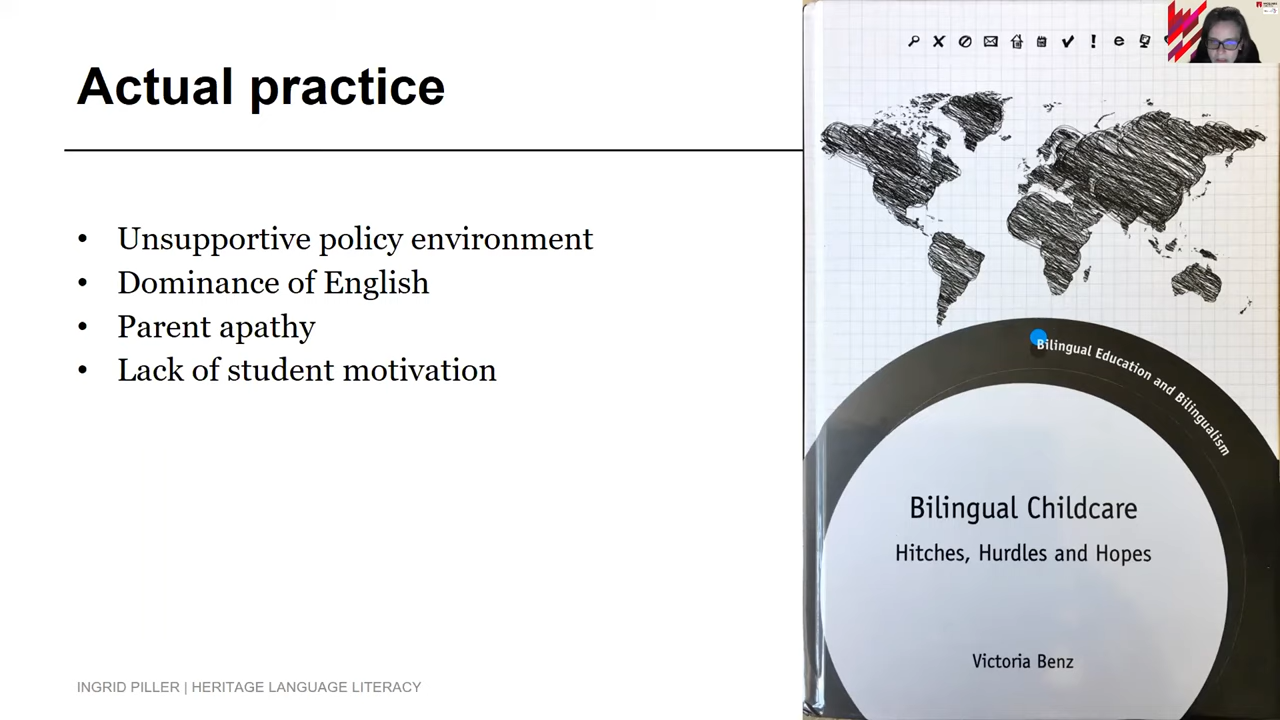 Actual practice
• Unsupportive policy environment
• Dominance of English
• Parent apathy
• Lack of student motivation
INGRID PILLER | HERITAGE LANGUAGE LITERACY
Bilingual Education and Bilingualism
Bilingual Childcare
Hitches, Hurdles and Hopes
Victoria Benz